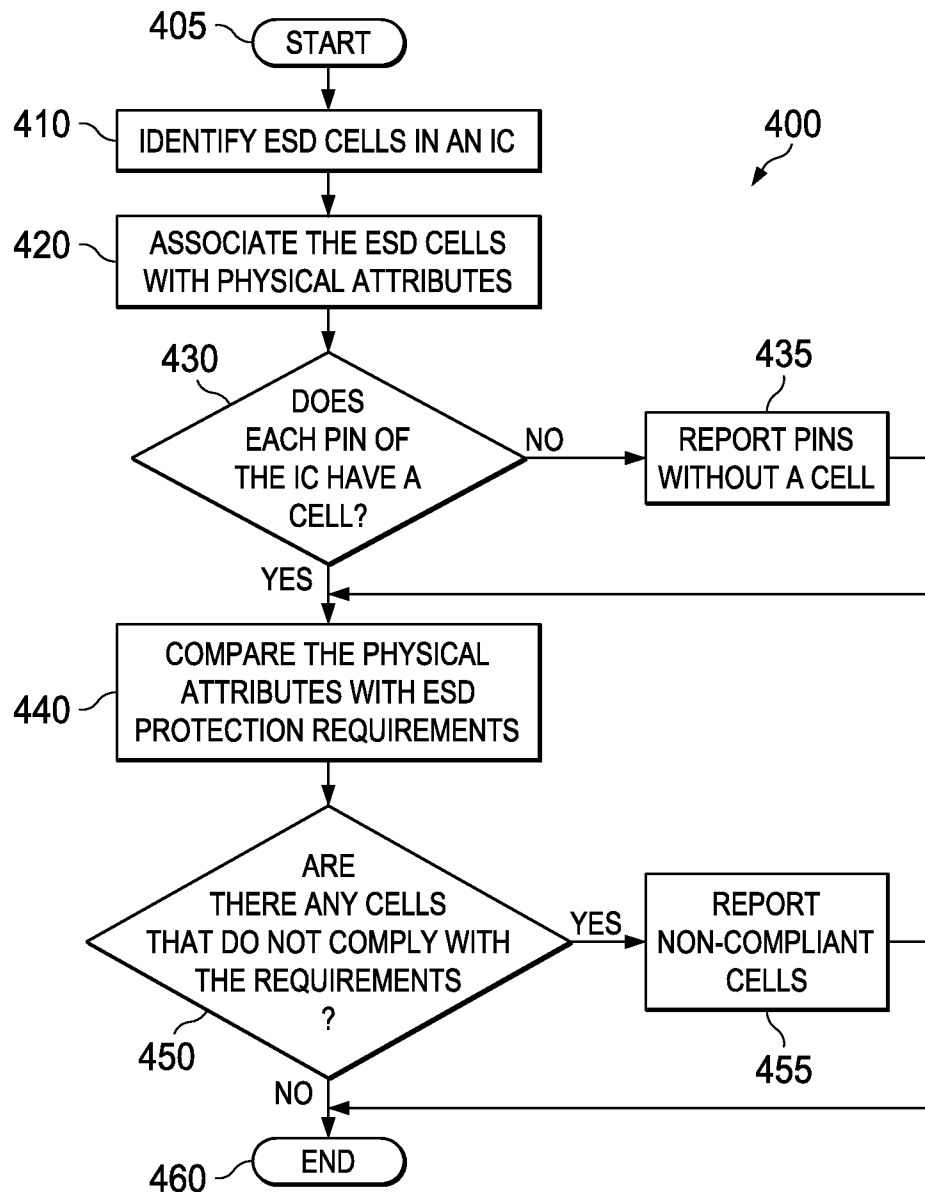 405
START
410
IDENTIFY ESD CELLS IN AN IC
400
420
ASSOCIATE THE ESD CELLS
WITH PHYSICAL ATTRIBUTES
430
DOES
EACH PIN OF
THE IC HAVE A
CELL?
NO
435
REPORT PINS
WITHOUT A CELL
YES
440
COMPARE THE PHYSICAL
ATTRIBUTES WITH ESD
PROTECTION REQUIREMENTS
ARE
THERE ANY CELLS
THAT DO NOT COMPLY WITH
THE REQUIREMENTS
?
450
YES
REPORT
NON-COMPLIANT
CELLS
455
NO
END
460